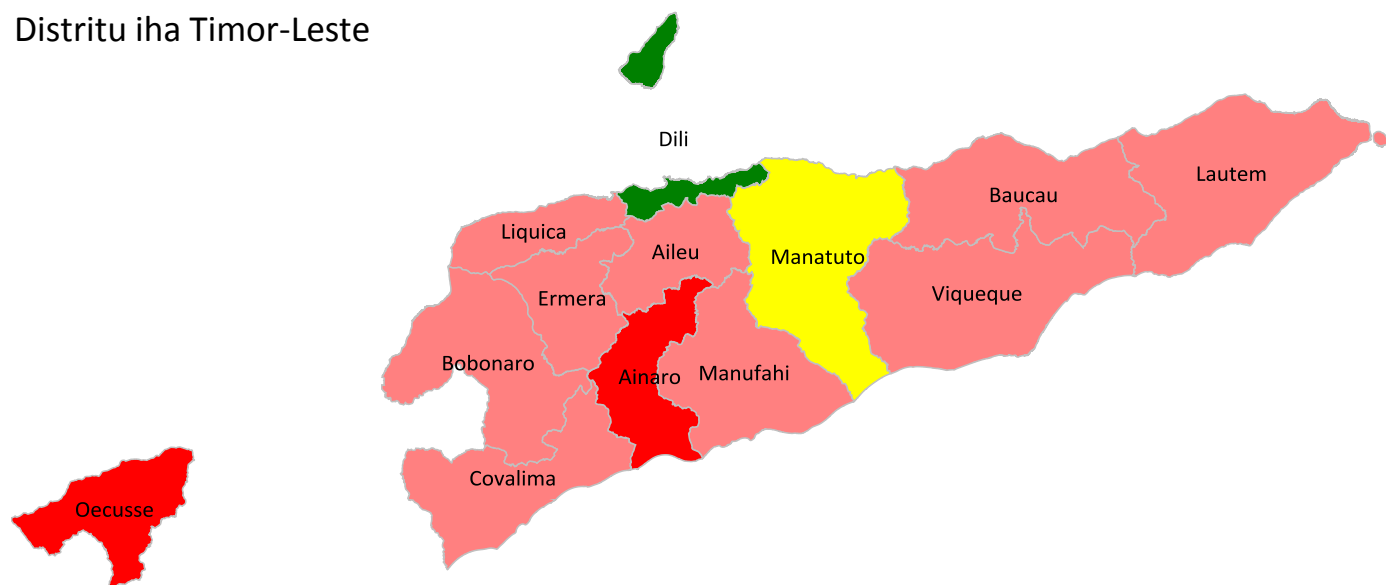 Distritu iha Timor-Leste
Dili
Lautem
Baucau
Liquica
Aileu
Manatuto
Ermera
Viqueque
Bobonaro
Ainaro
Manufahi
Covalima
Oecusse